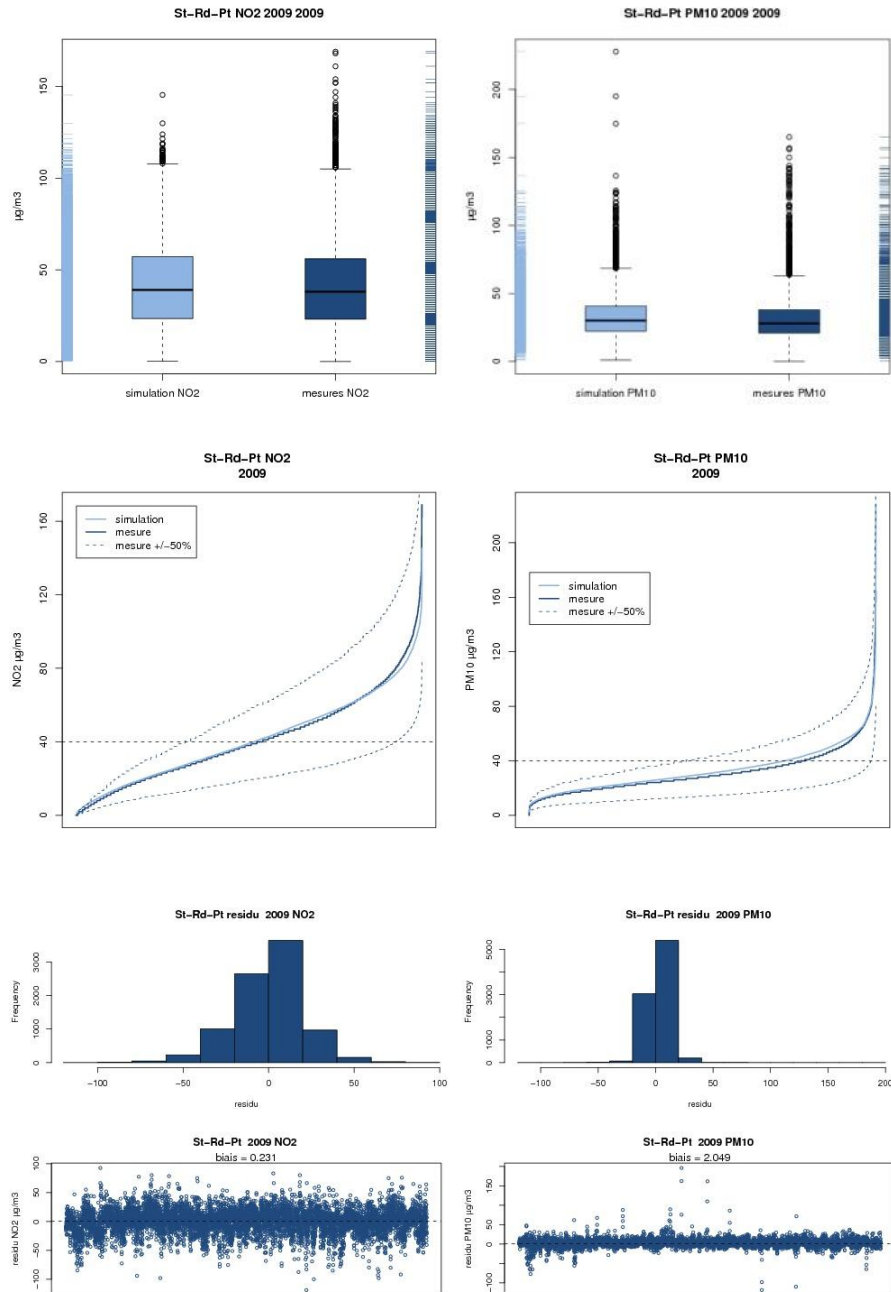 St-Rd-Pt NO2 2009 2009
µg/m3
0
50
100
150
simulation NO2
mesures NO2
St-Rd-Pt PM10 2009 2009
µg/m3
0
50
100
150
200
simulation PM10
mesures PM10
St-Rd-Pt NO2
2009
NO2 µg/m3
0
40
80
120
160
simulation
mesure
mesure +/-50%
St-Rd-Pt PM10
2009
PM10 µg/m3
0
40
80
120
160
200
simulation
mesure
mesure +/-50%
St-Rd-Pt residu 2009 NO2
Frequency
0
1000
3000
-100
-50
0
50
100
residu
St-Rd-Pt residu 2009 PM10
Frequency
0
1000
3000
5000
-100
-50
0
50
100
150
200
residu
St-Rd-Pt 2009 NO2
biais = 0.231
residu NO2 µg/m3
-100
-50
0
50
100
St-Rd-Pt 2009 PM10
biais = 2.049
residu PM10 µg/m3
-100
0
50
150